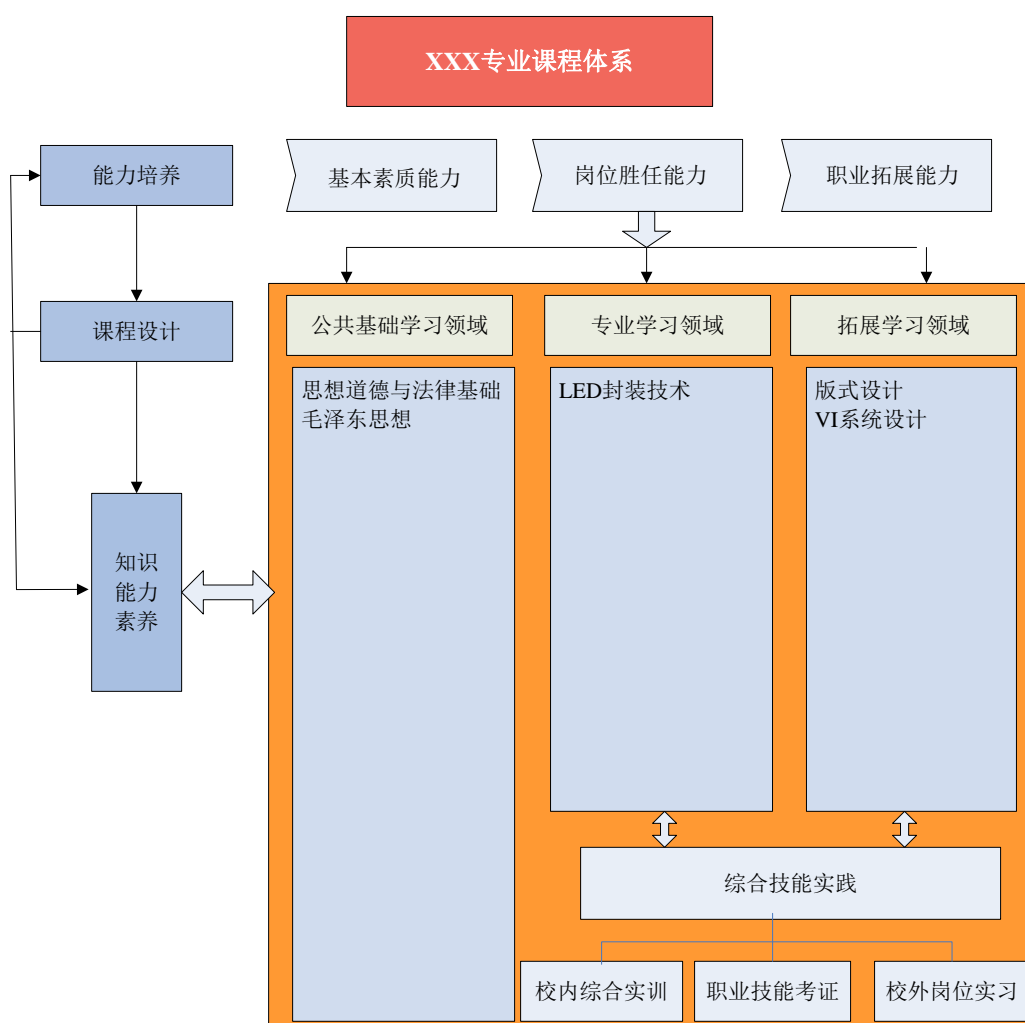 XXX专业课程体系
能力培养
基本素质能力
岗位胜任能力
职业拓展能力
课程设计
公共基础学习领域
专业学习领域
拓展学习领域
思想道德与法律基础
毛泽东思想
LED封装技术
版式设计
VI系统设计
知识
能力
素养
综合技能实践
校内综合实训
职业技能考证
校外岗位实习